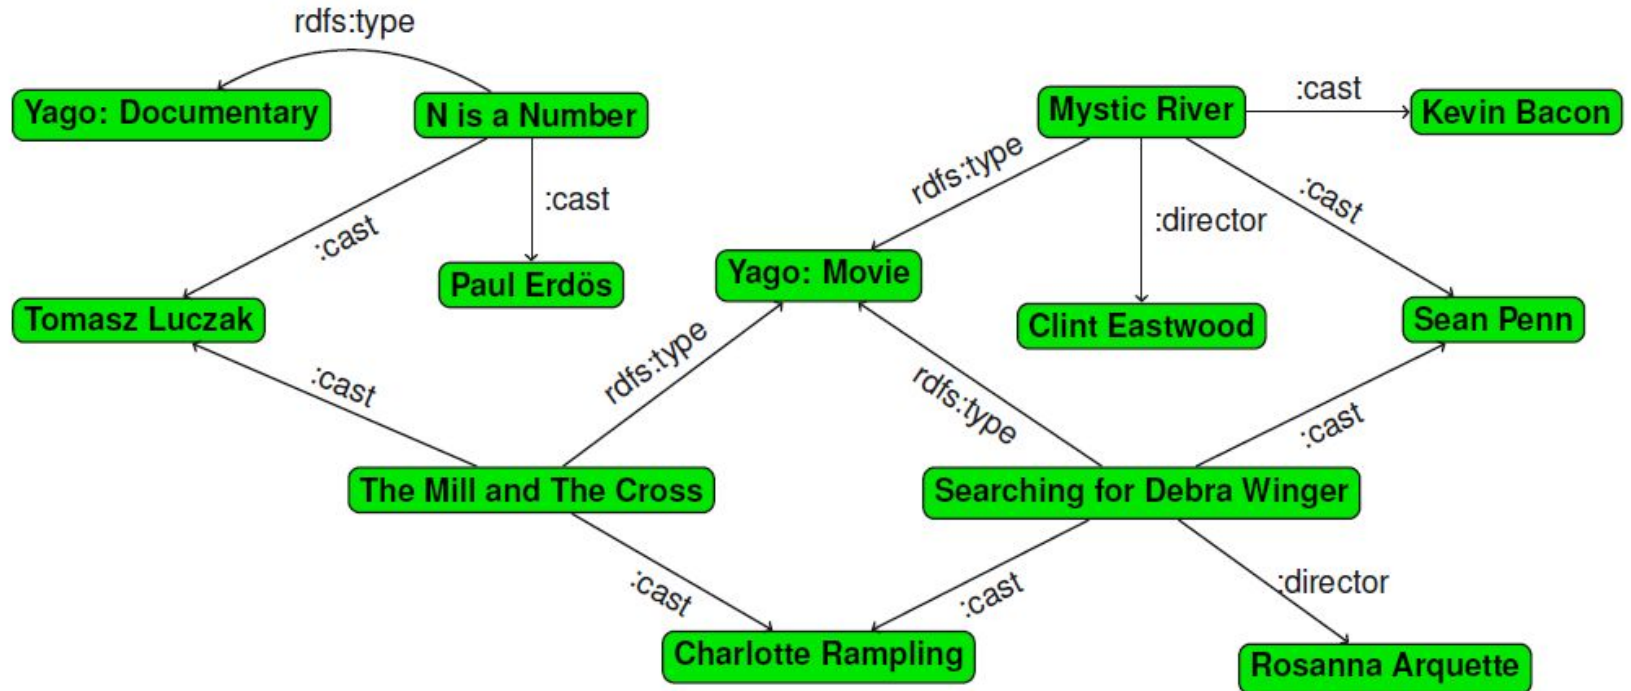 rdfs:type
Yago: Documentary
N is a Number
Mystic River
:cast
Kevin Bacon
rdfs:type
:cast
:cast
:director
:cast
Yago: Movie
Paul Erdös
Tomasz Luczak
Clint Eastwood
Sean Penn
:cast
rdfs:type
rdfs:type
:cast
The Mill and The Cross
Searching for Debra Winger
:cast
:cast
:director
Charlotte Rampling
Rosanna Arquette